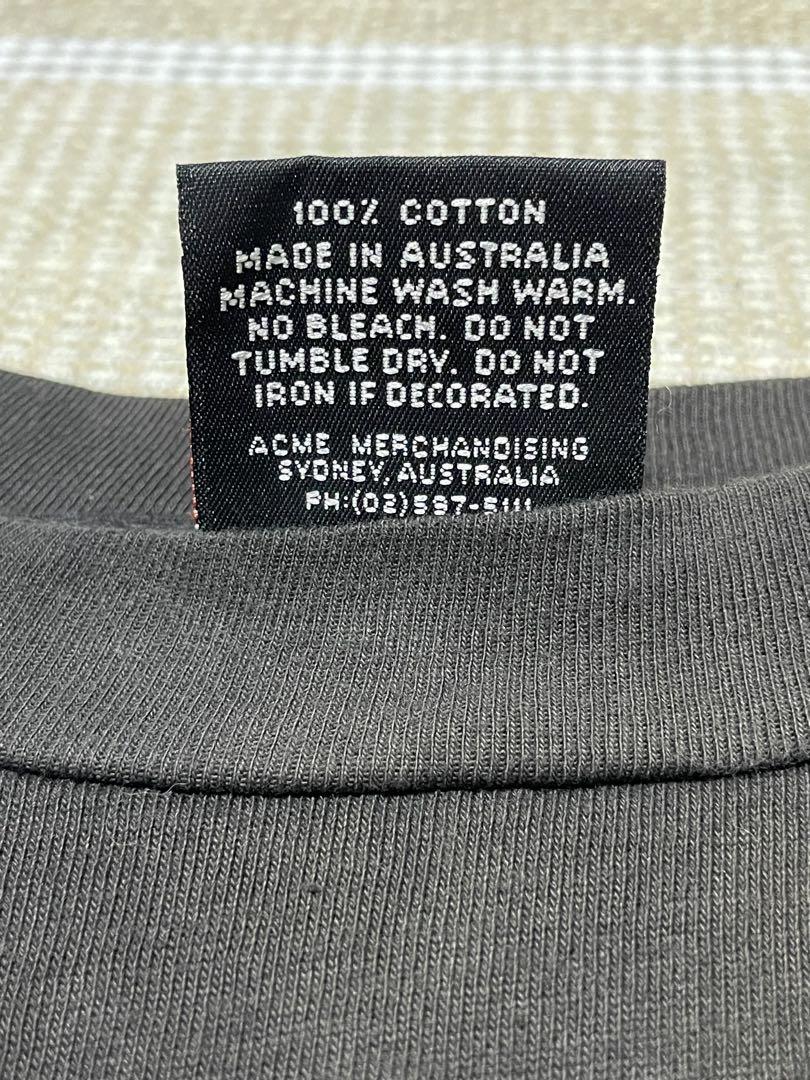 100% COTTON
MADE IN AUSTRALIA
MACHINE WASH WARM.
NO BLEACH. DO NOT
TUMBLE DRY. DO NOT
IRON IF DECORATED.
ACME MERCHANDISING
SYDNEY, AUSTRALIA
PH:(02)597-5111